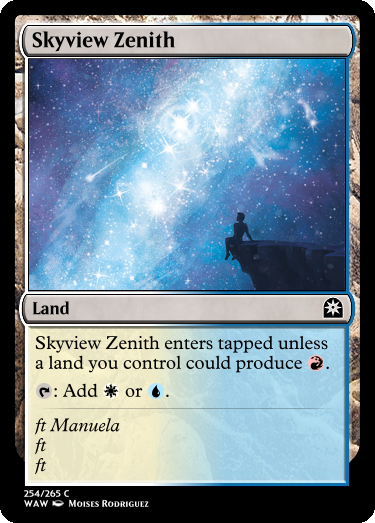 Skyview Zenith
Land
Skyview Zenith enters tapped unless
a land you control could produce .
: Add or .
ft Manuela
ft
ft
254/265 C
WAW Moises Rodriguez